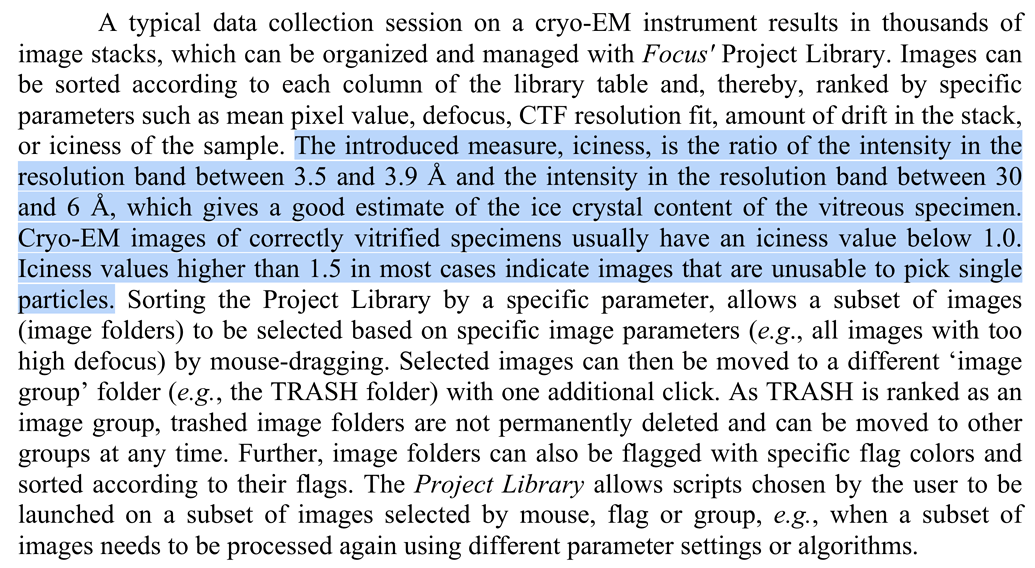 A typical data collection session on a cryo-EM instrument results in thousands of
image stacks, which can be organized and managed with Focus' Project Library. Images can
be sorted according to each column of the library table and, thereby, ranked by specific
parameters such as mean pixel value, defocus, CTF resolution fit, amount of drift in the stack,
or iciness of the sample. The introduced measure, iciness, is the ratio of the intensity in the
resolution band between 3.5 and 3.9 Å and the intensity in the resolution band between 30
and 6 Å, which gives a good estimate of the ice crystal content of the vitreous specimen.
Cryo-EM images of correctly vitrified specimens usually have an iciness value below 1.0.
Iciness values higher than 1.5 in most cases indicate images that are unusable to pick single
particles. Sorting the Project Library by a specific parameter, allows a subset of images
(image folders) to be selected based on specific image parameters (e.g., all images with too
high defocus) by mouse-dragging. Selected images can then be moved to a different ‘image
group’ folder (e.g., the TRASH folder) with one additional click. As TRASH is ranked as an
image group, trashed image folders are not permanently deleted and can be moved to other
groups at any time. Further, image folders can also be flagged with specific flag colors and
sorted according to their flags. The Project Library allows scripts chosen by the user to be
launched on a subset of images selected by mouse, flag or group, e.g., when a subset of
images needs to be processed again using different parameter settings or algorithms.